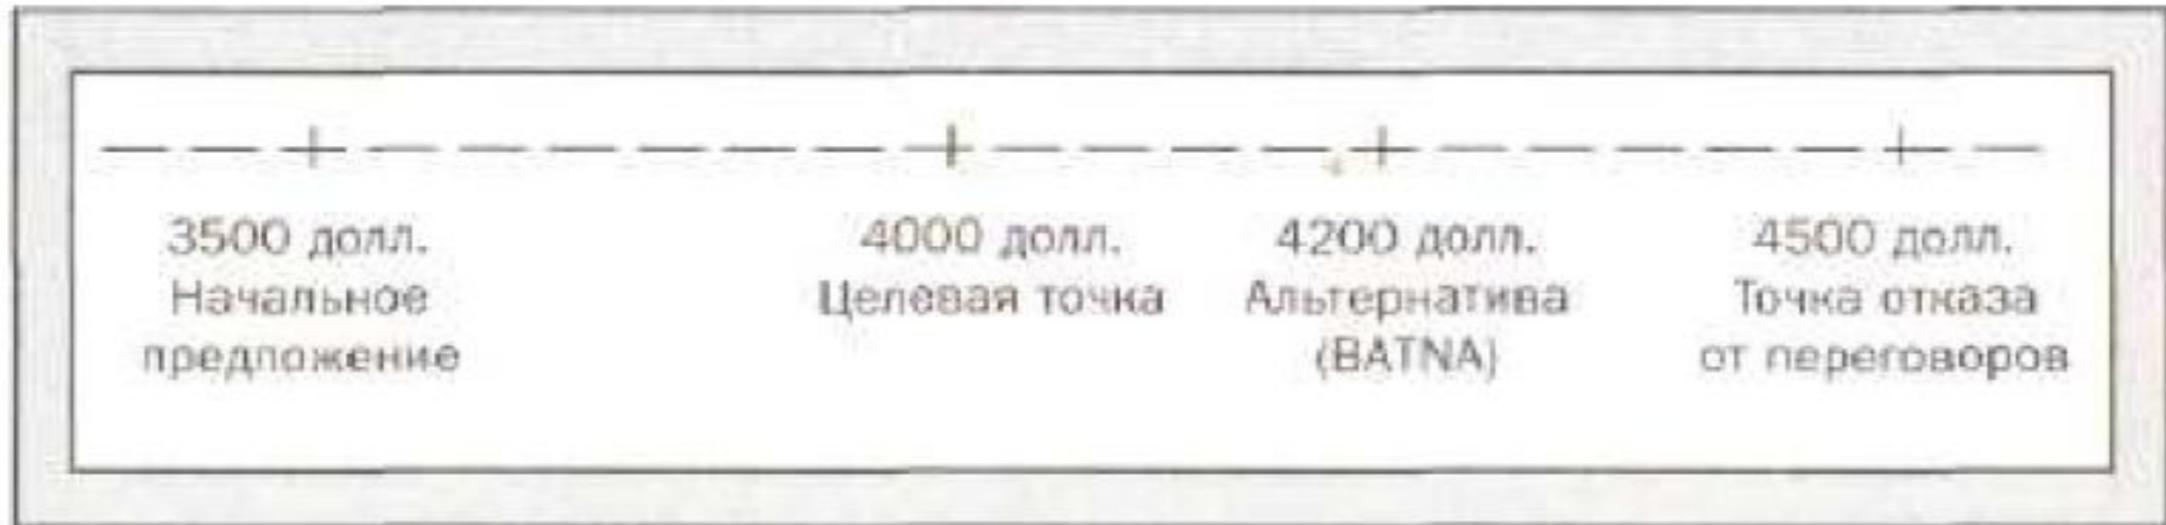 3500 долл.
Начальное
предложение
4000 долл.
Целевая точка
4200 долл.
Альтернатива
(BATNA)
4500 долл.
Точка отказа
от переговоров